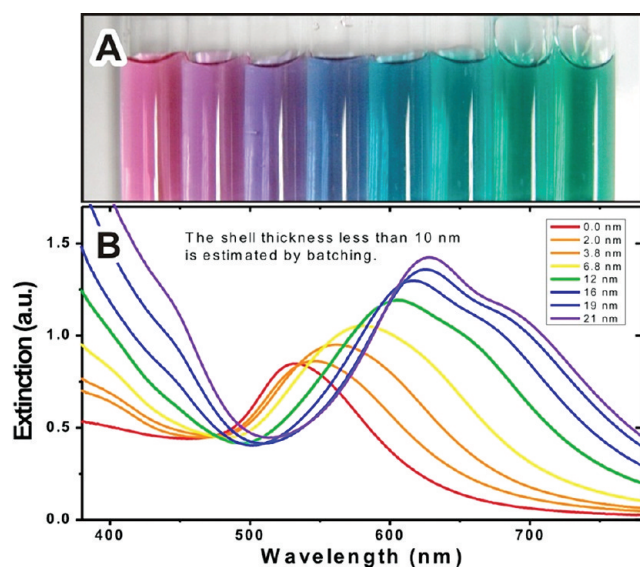 A
B
The shell thickness less than 10 nm
is estimated by batching.
0.0 nm
2.0 nm
3.8 nm
6.8 nm
12 nm
16 nm
19 nm
21 nm
Extinction (a.u.)
1.5
1.0
0.5
0.0
400 500 600 700
Wavelength (nm)